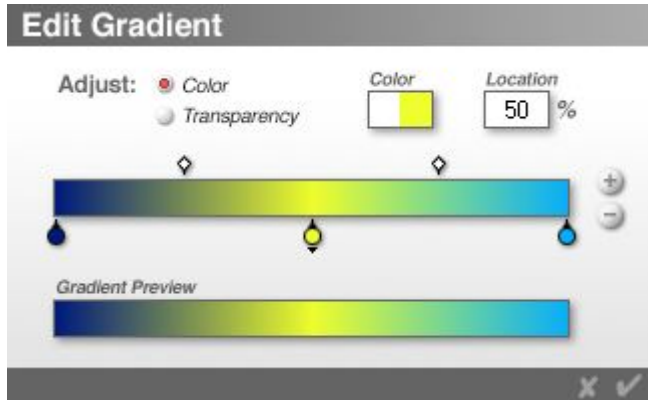 Edit Gradient
Adjust: Color
Transparency
Color
Location
50 %
Gradient Preview